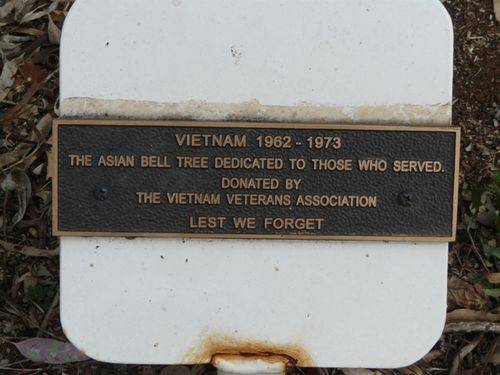 VIETNAM 1962 - 1973
THE ASIAN BELL TREE DEDICATED TO THOSE WHO SERVED.
DONATED BY
THE VIETNAM VETERANS ASSOCIATION
LEST WE FORGET